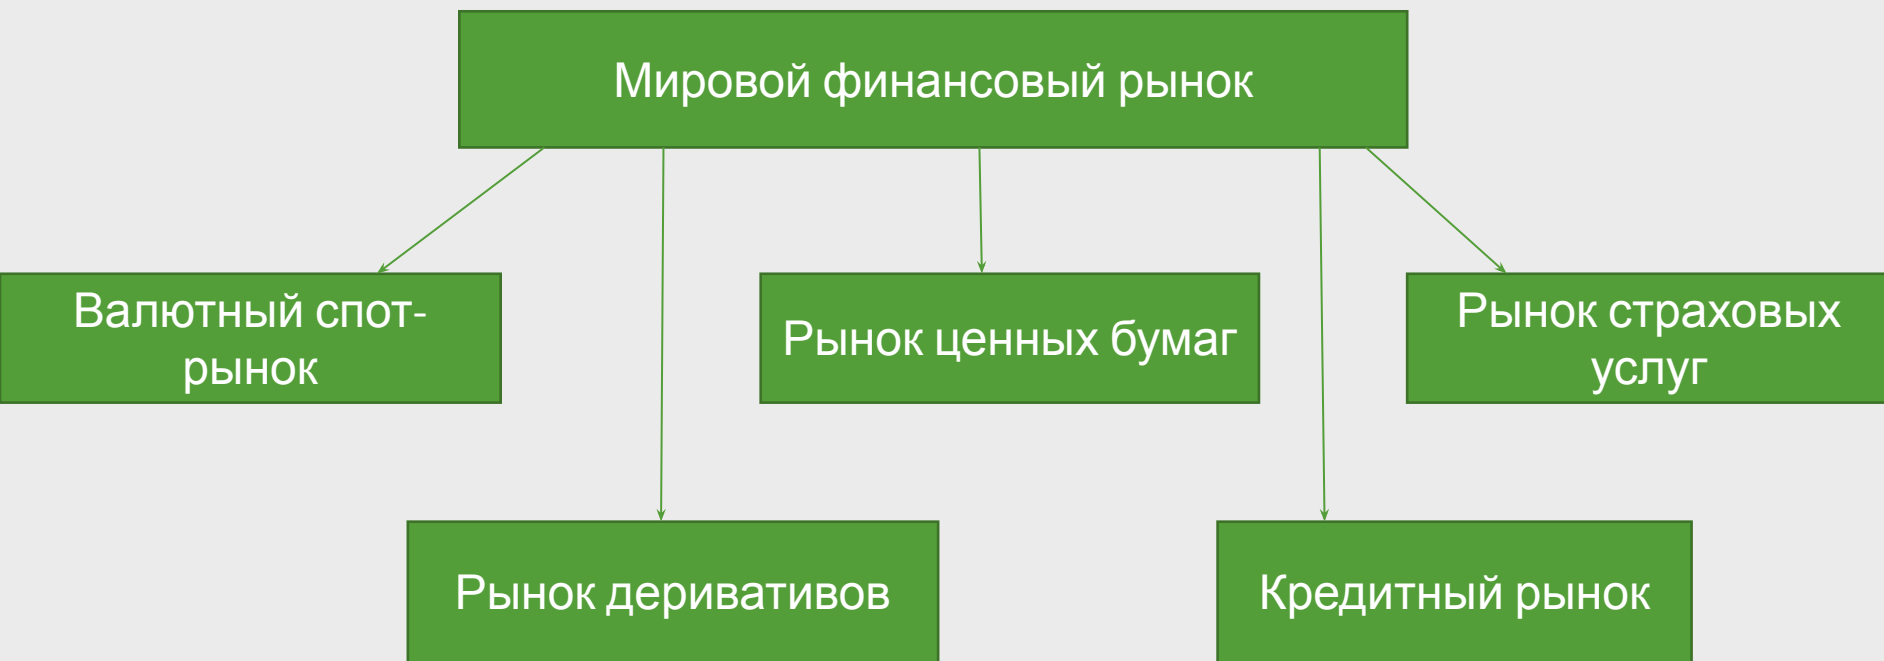 Мировой финансовый рынок
Валютный спот-
рынок
Рынок ценных бумаг
Рынок страховых
услуг
Рынок деривативов
Кредитный рынок